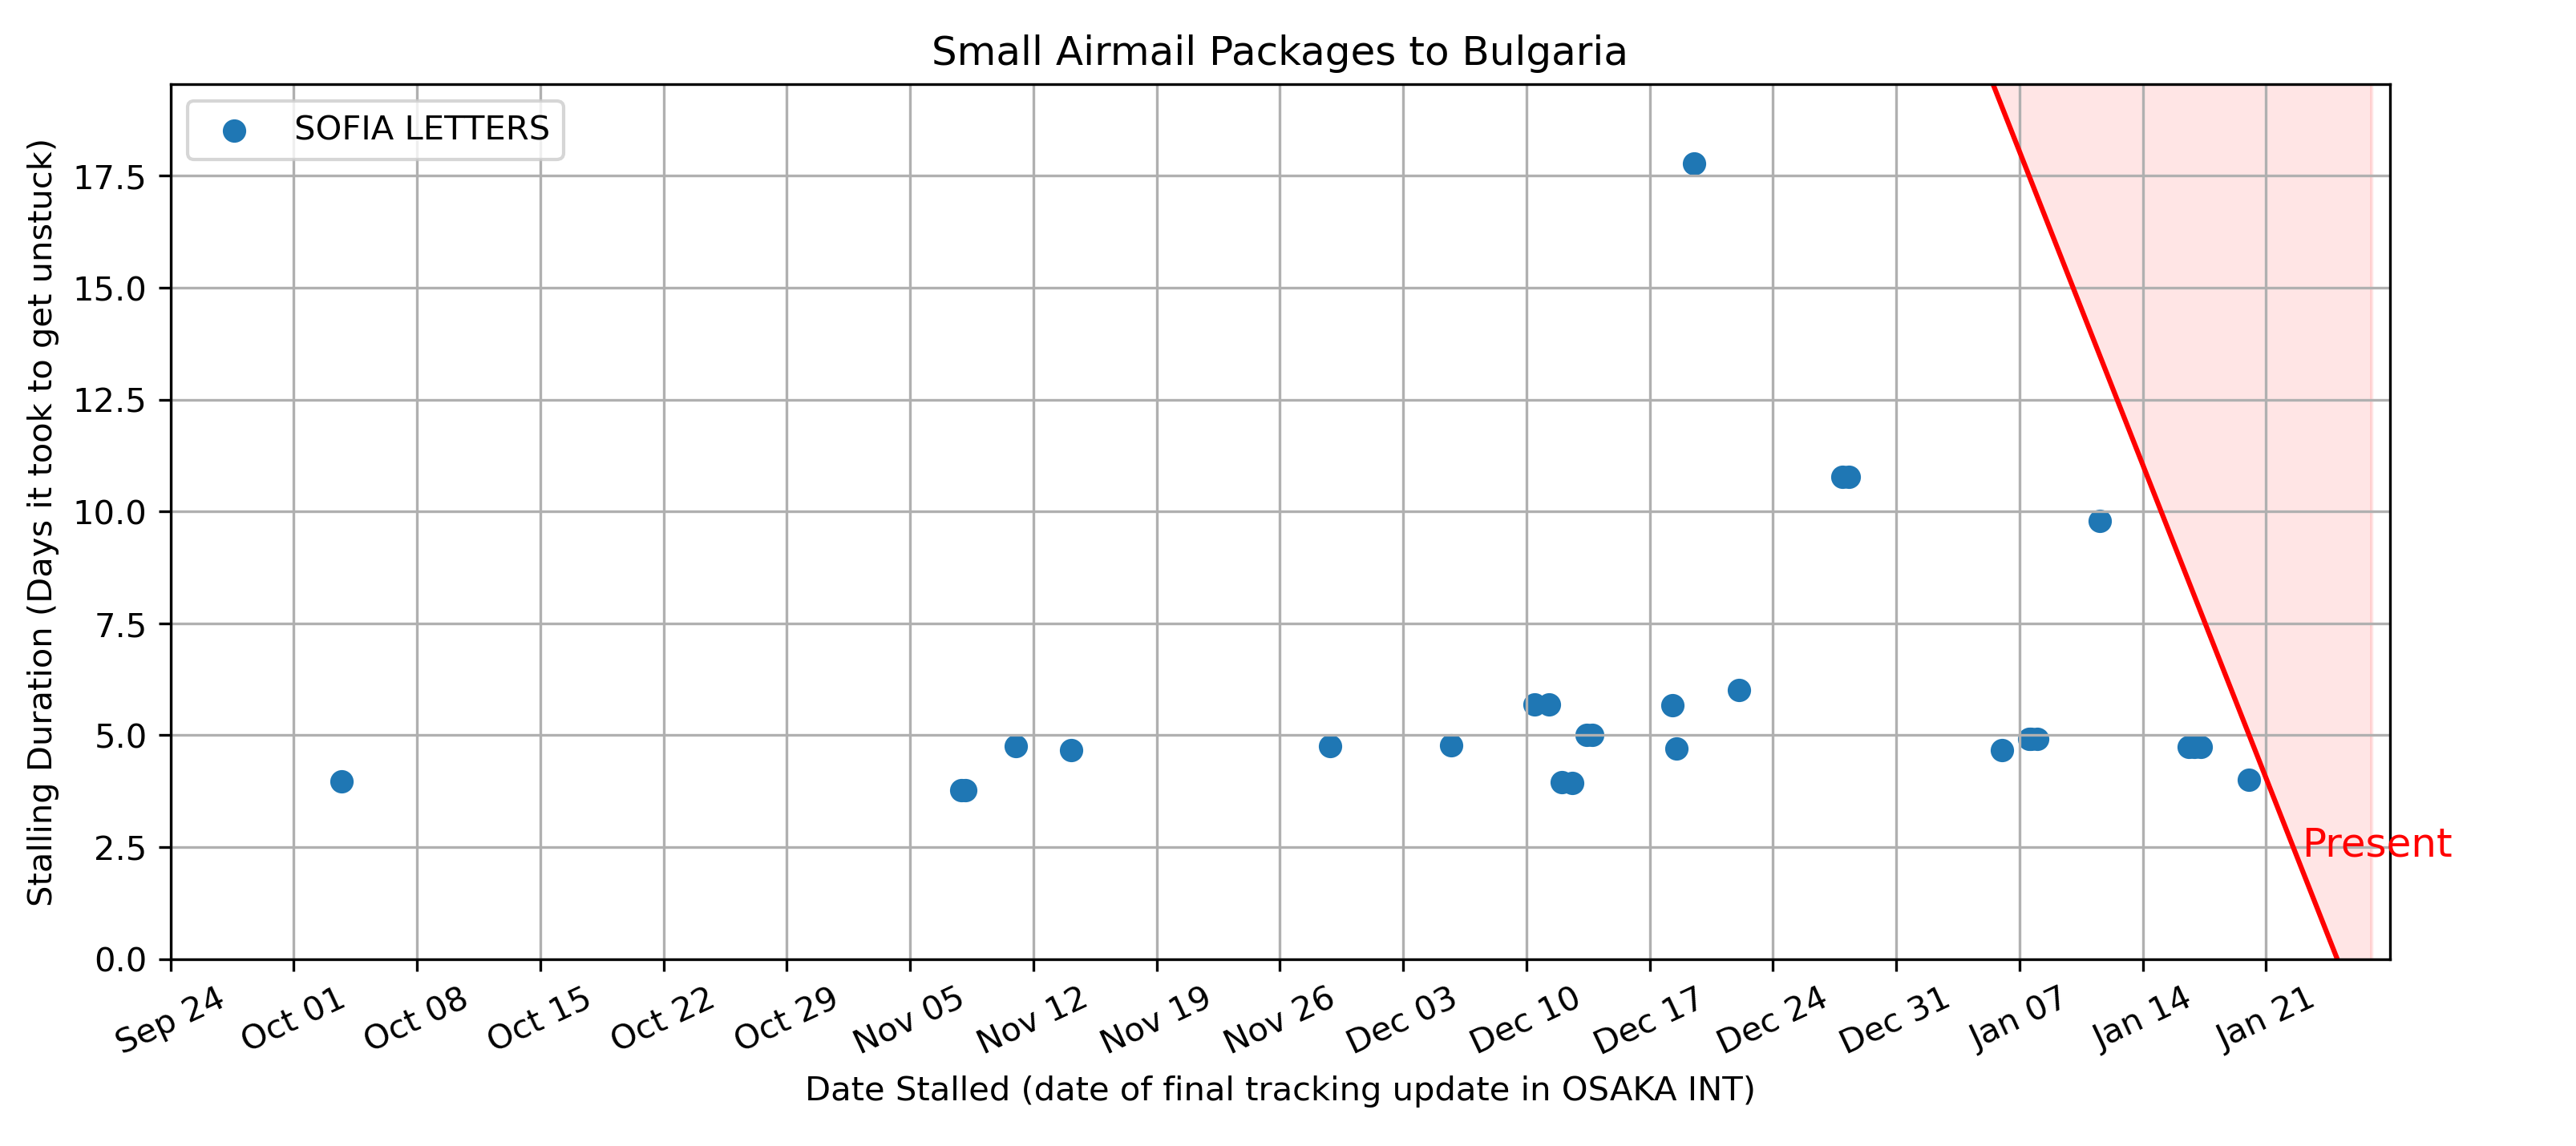 Small Airmail Packages to Bulgaria
SOFIA LETTERS
Stalling Duration (Days it took to get unstuck)
17.5
15.0
12.5
10.0
7.5
5.0
2.5
0.0
Present
Sep 24
Oct 01
Oct 08
Oct 15
Oct 22
Oct 29
Nov 05
Nov 12
Nov 19
Nov 26
Dec 03
Dec 10
Dec 17
Dec 24
Dec 31
Jan 07
Jan 14
Jan 21
Date Stalled (date of final tracking update in OSAKA INT)